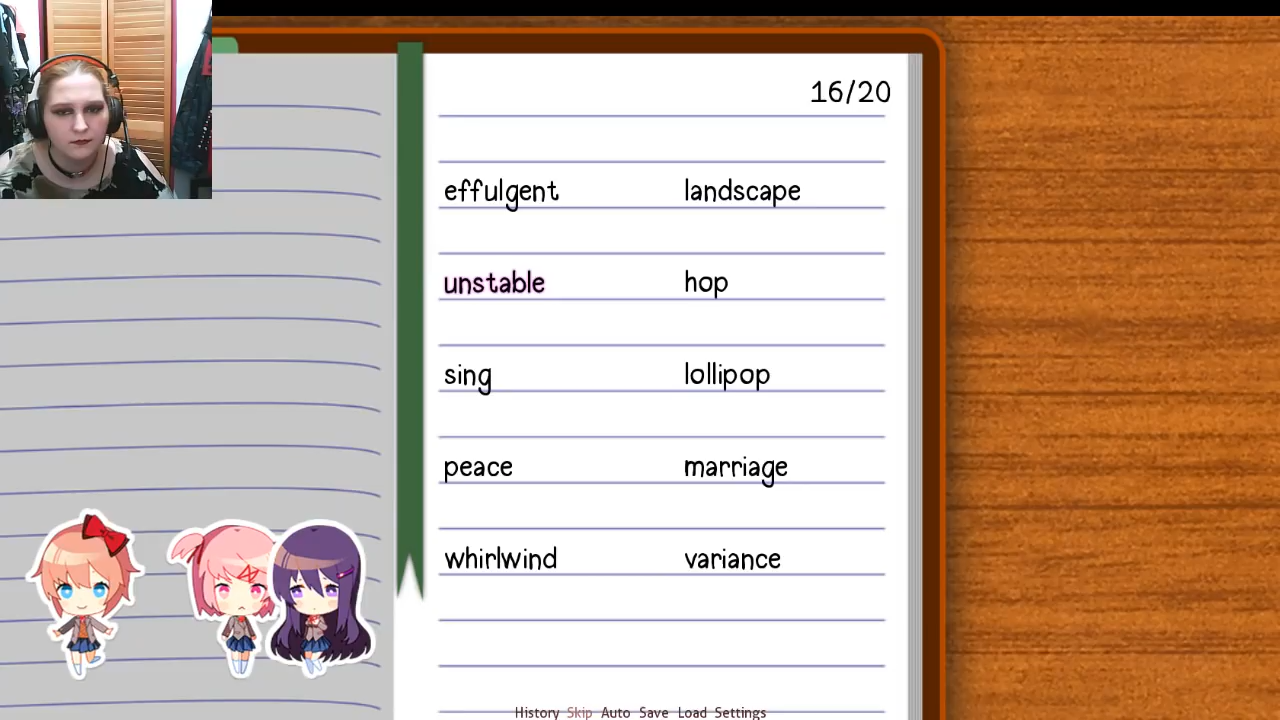 16/20
effulgent landscape
unstable hop
sing lollipop
peace marriage
whirlwind variance
History Skip Auto Save Load Settings